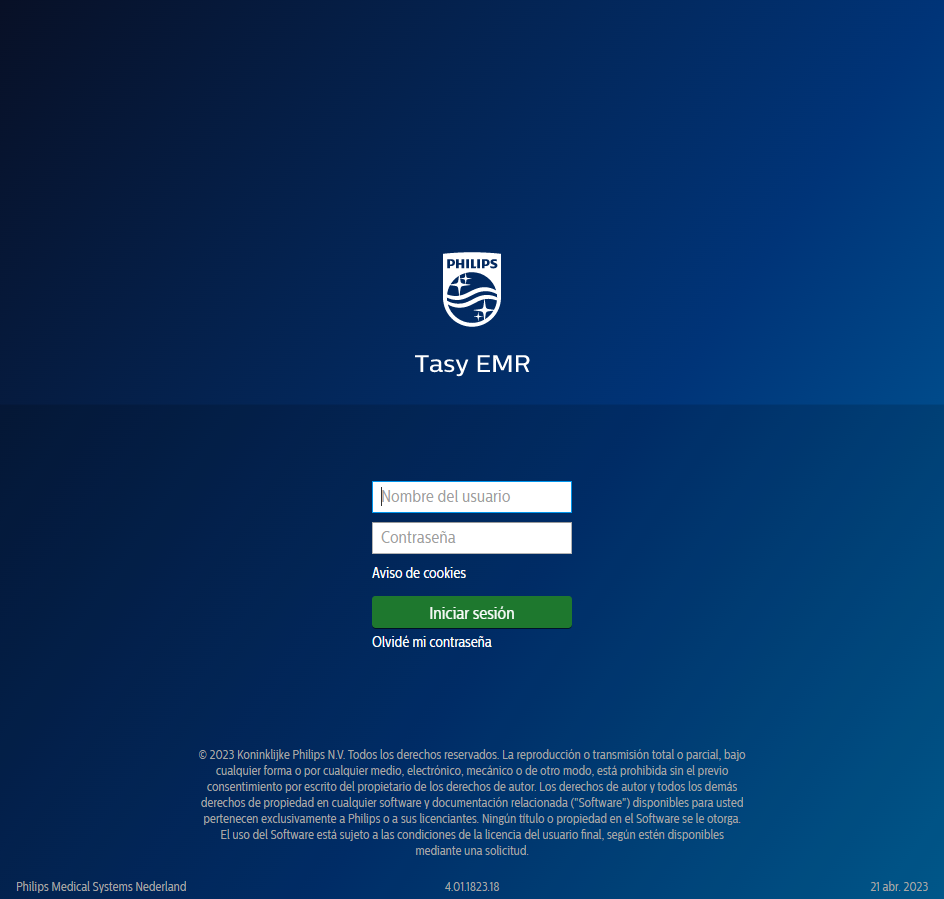 PHILIPS
Tasy EMR
Nombre del usuario
Contraseña
Aviso de cookies
Iniciar sesión
Olvidé mi contraseña
© 2023 Koninklijke Philips N.V. Todos los derechos reservados. La reproducción o transmisión total o parcial, bajo
cualquier forma o por cualquier medio, electrónico, mecánico o de otro modo, está prohibida sin el previo
consentimiento por escrito del propietario de los derechos de autor. Los derechos de autor y todos los demás
derechos de propiedad en cualquier software y documentación relacionada ("Software") disponibles para usted
pertenecen exclusivamente a Philips o a sus licenciantes. Ningún título o propiedad en el Software se le otorga.
El uso del Software está sujeto a las condiciones de la licencia del usuario final, según estén disponibles
mediante una solicitud.
Philips Medical Systems Nederland 4.01.1823.18 21 abr. 2023